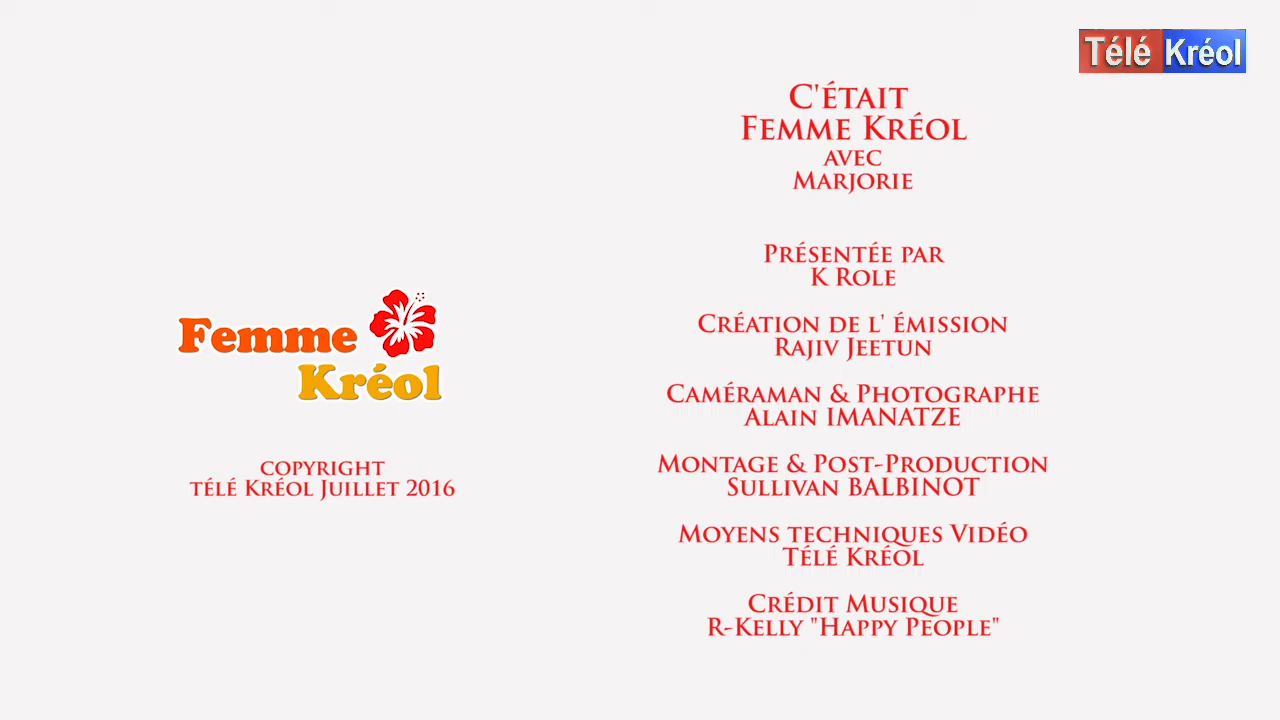 Télé Kréol
C'était
Femme Kréol
avec
Marjorie
Présentée par
K Role
Création de l' émission
Rajiv Jeetun
Caméraman & Photographe
Alain IMANATZE
Montage & Post-Production
Sullivan BALBINOT
Moyens techniques Vidéo
Télé Kréol
Crédit Musique
R-Kelly "Happy People"
Femme
Kréol
copyright
télé Kréol Juillet 2016